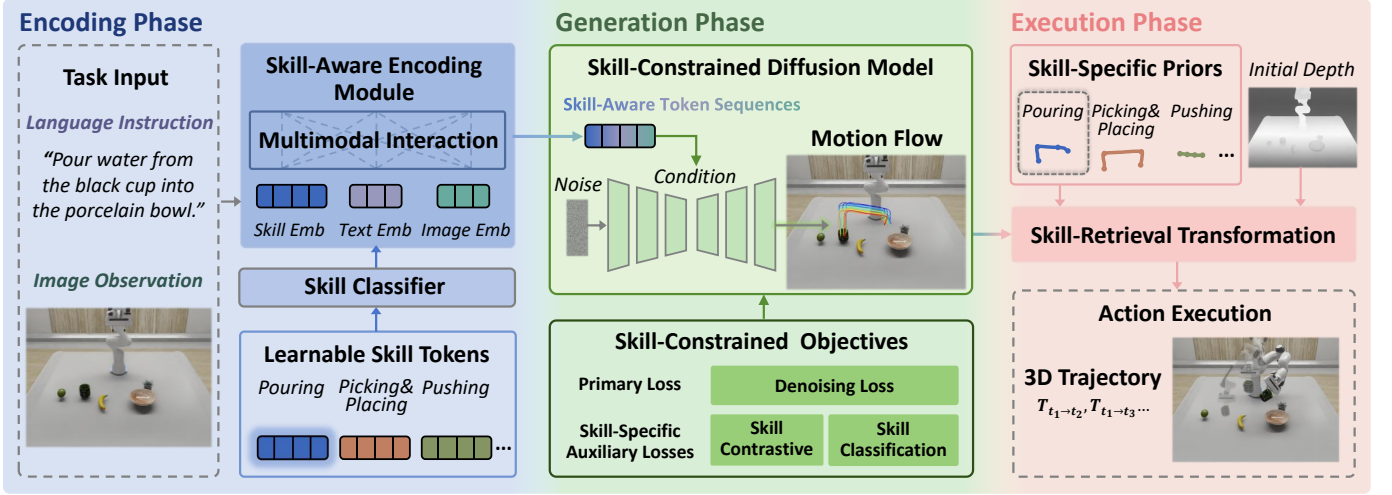 Encoding Phase
Task Input
Language Instruction
“Pour water from
the black cup into
the porcelain bowl.”
Image Observation
Skill-Aware Encoding
Module
Multimodal Interaction
Skill Emb
Text Emb
Image Emb
Skill Classifier
Learnable Skill Tokens
Pouring
Picking&
Placing
Pushing
...
Generation Phase
Skill-Constrained Diffusion Model
Skill-Aware Token Sequences
Motion Flow
Condition
Noise
Skill-Constrained Objectives
Primary Loss
Denoising Loss
Skill-Specific
Auxiliary Losses
Skill
Contrastive
Skill
Classification
Execution Phase
Skill-Specific Priors
Pouring
Picking&
Placing
Pushing
...
Initial Depth
Skill-Retrieval Transformation
Action Execution
3D Trajectory
T_{t_1→t_2}, T_{t_1→t_3} ...